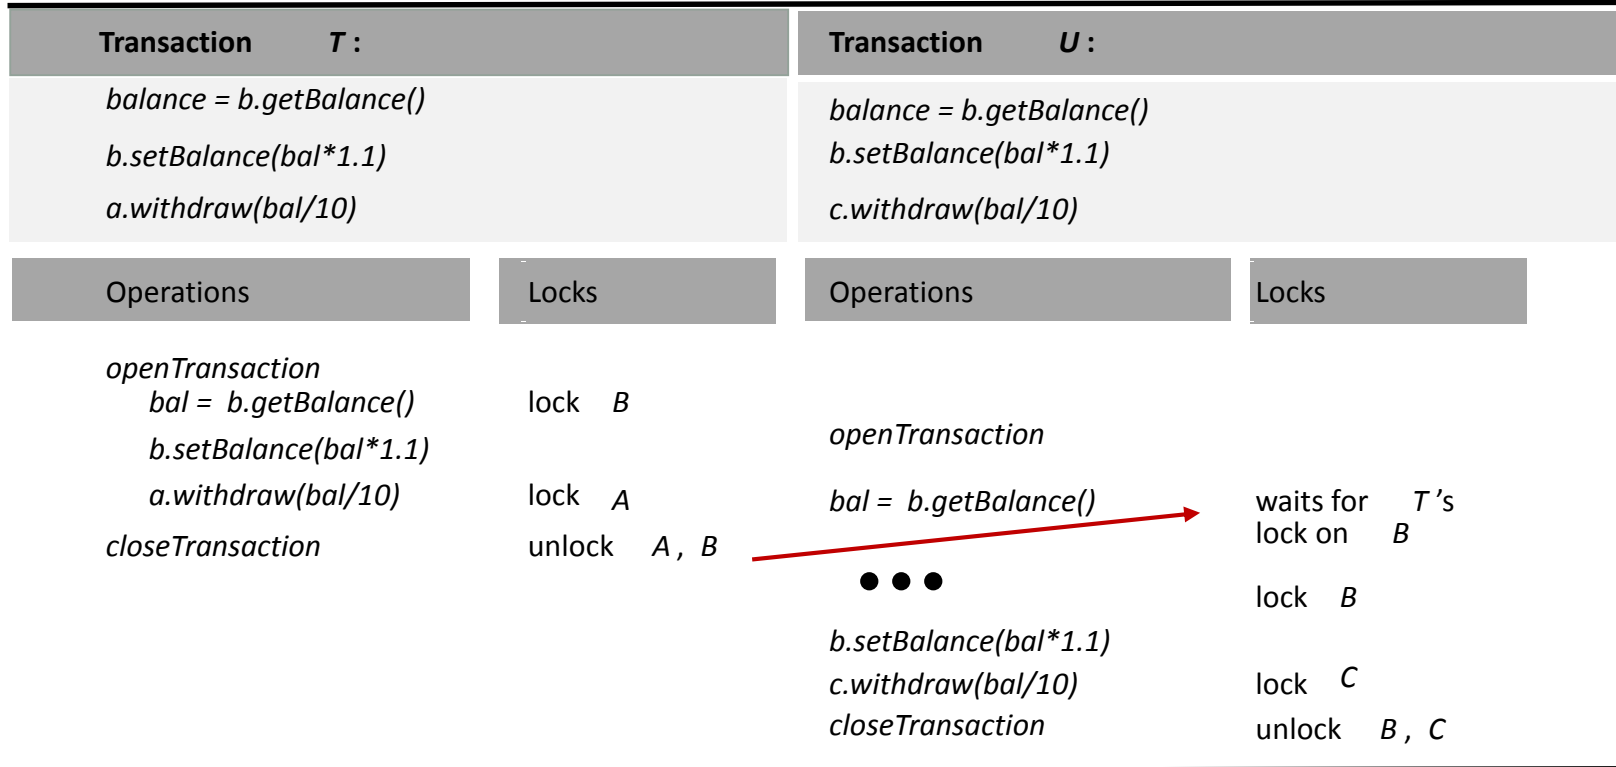 Transaction T :
balance = b.getBalance()
b.setBalance(bal*1.1)
a.withdraw(bal/10)
Transaction U :
balance = b.getBalance()
b.setBalance(bal*1.1)
c.withdraw(bal/10)
Operations Locks
openTransaction
bal = b.getBalance() lock B
b.setBalance(bal*1.1)
a.withdraw(bal/10) lock A
closeTransaction unlock A , B
Operations Locks
openTransaction
bal = b.getBalance() waits for T 's
lock on B
●●●
lock B
b.setBalance(bal*1.1)
c.withdraw(bal/10) lock C
closeTransaction unlock B , C